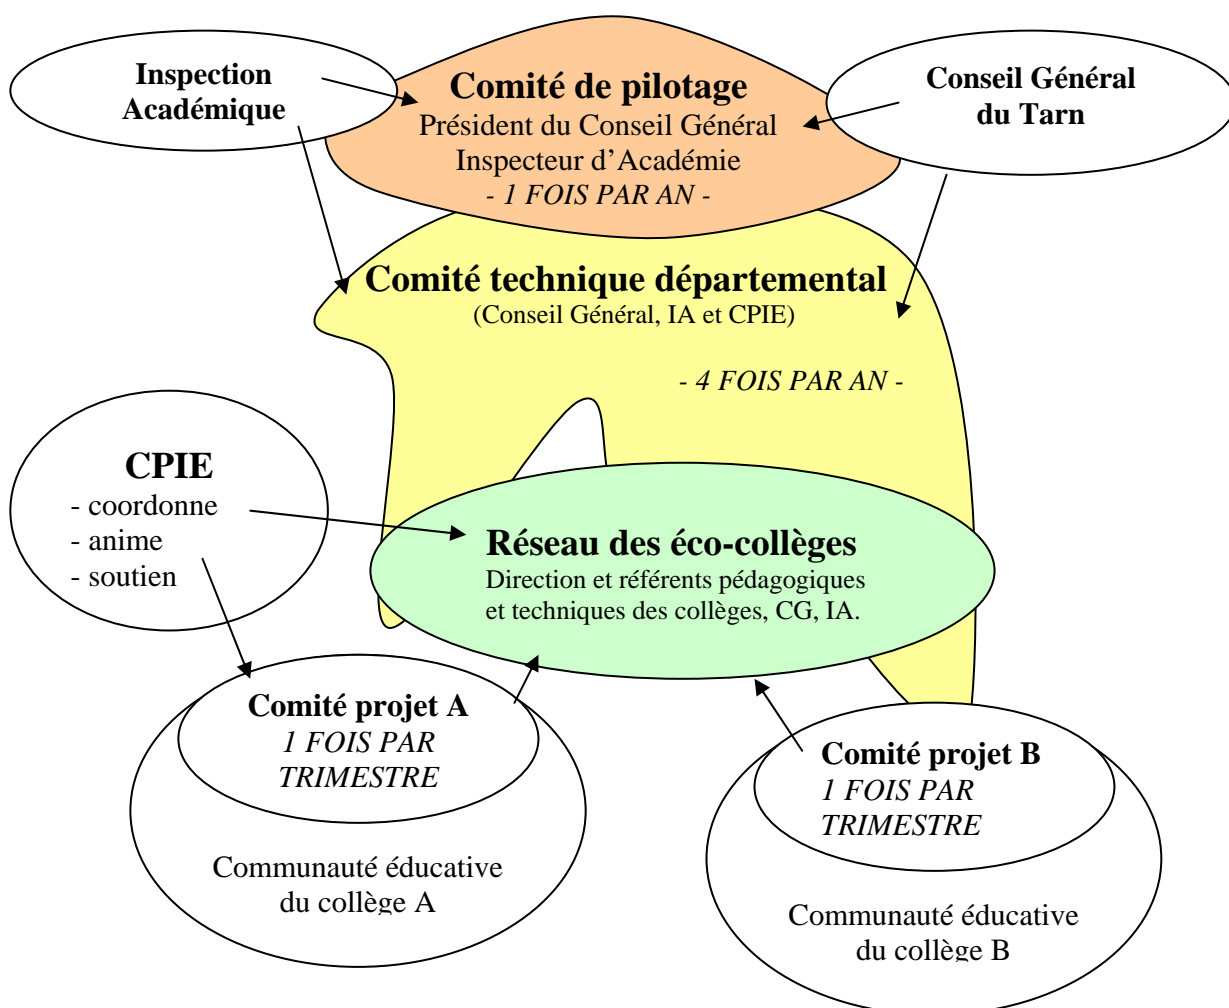 Inspection
Académique
Comité de pilotage
Président du Conseil Général
Inspecteur d’Académie
- 1 FOIS PAR AN -
Conseil Général
du Tarn
Comité technique départemental
(Conseil Général, IA et CPIE)
- 4 FOIS PAR AN -
CPIE
- coordonne
- anime
- soutien
Réseau des éco-collèges
Direction et référents pédagogiques
et techniques des collèges, CG, IA.
Comité projet A
1 FOIS PAR
TRIMESTRE
Communauté éducative
du collège A
Comité projet B
1 FOIS PAR
TRIMESTRE
Communauté éducative
du collège B